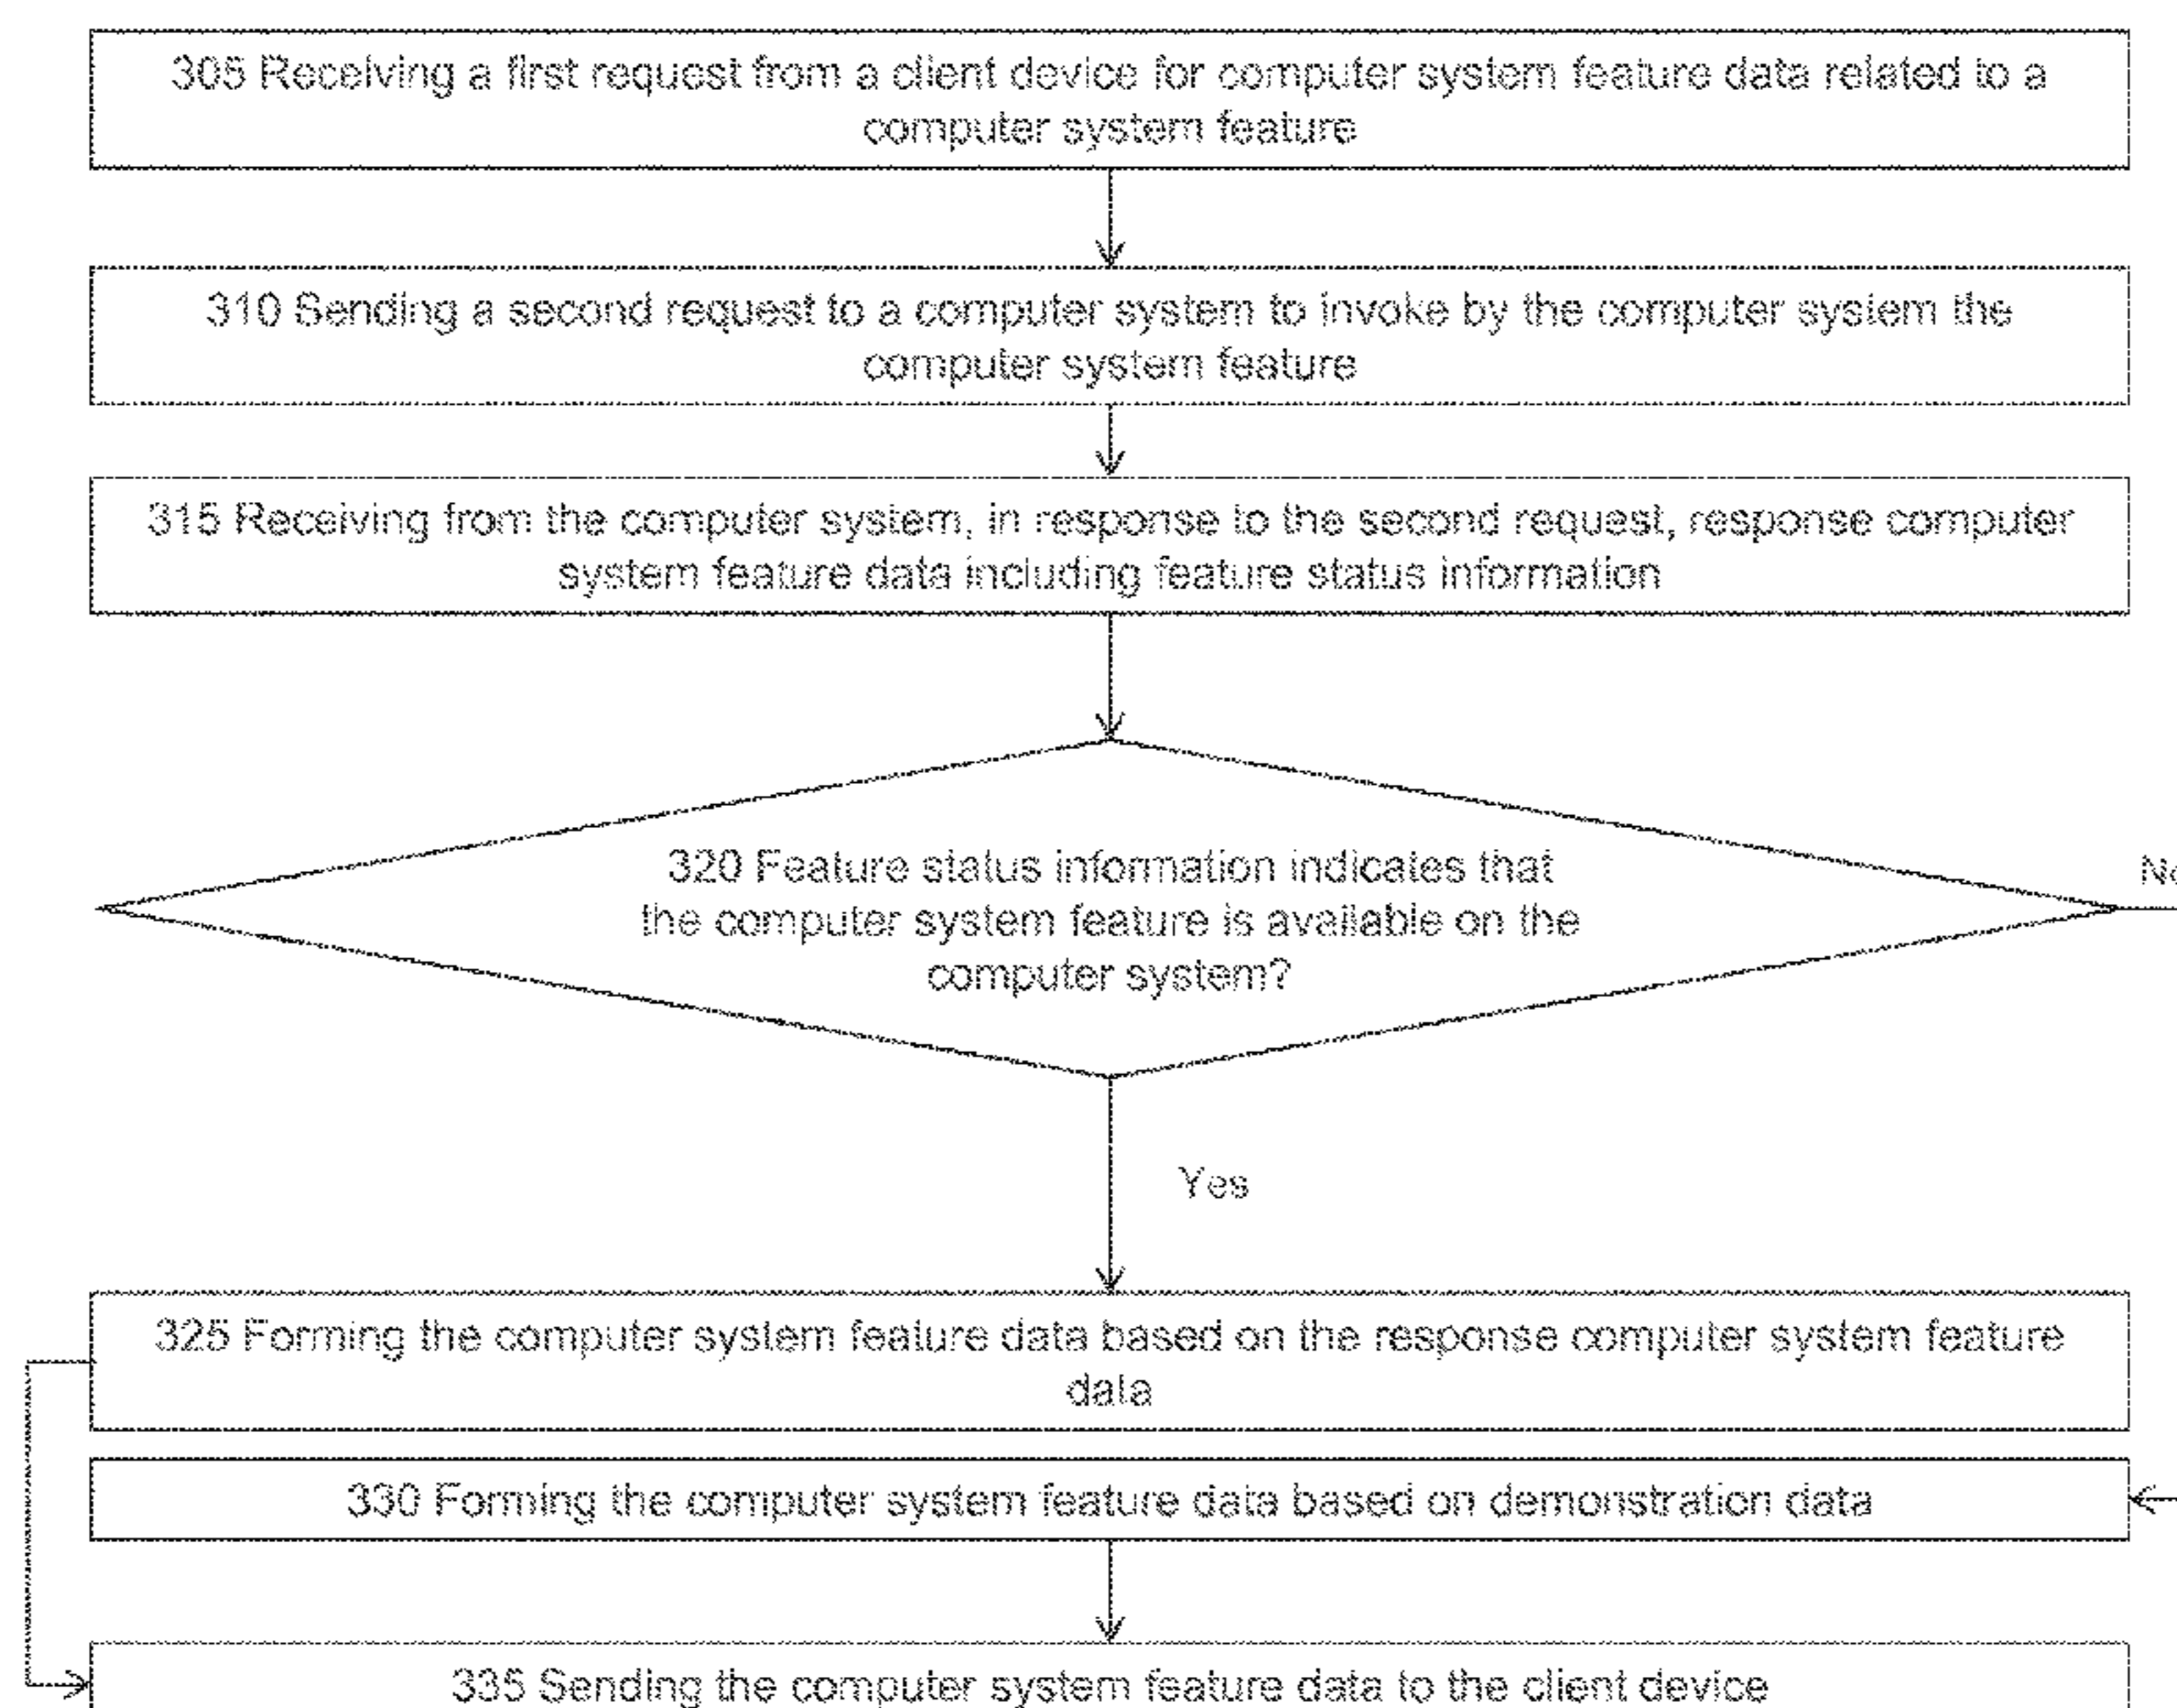 305 Receiving a first request from a client device for computer system feature data related to a
computer system feature
310 Sending a second request to a computer system to invoke by the computer system the
computer system feature
315 Receiving from the computer system, in response to the second request, response computer
system feature data including feature status information
320 Feature status information indicates that
the computer system feature is available on the
computer system?
No
Yes
325 Forming the computer system feature data based on the response computer system feature
data
330 Forming the computer system feature data based on demonstration data
335 Sending the computer system feature data to the client device